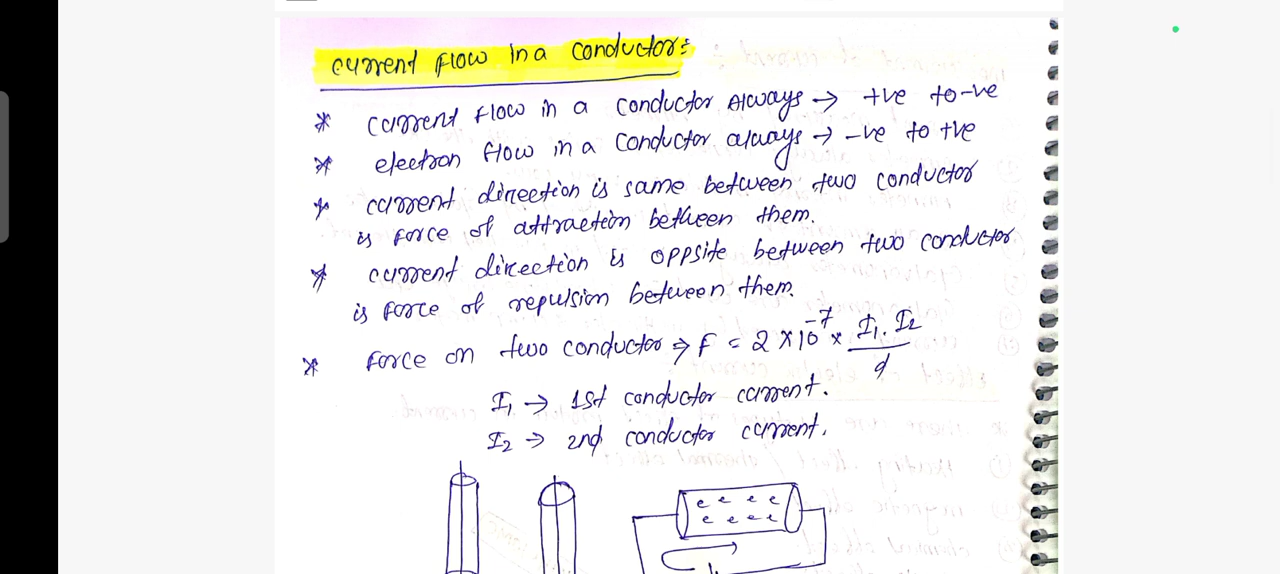 current flow in a conductor:
* current flow in a conductor Always → +ve to -ve
* electron flow in a conductor always → -ve to +ve
* current direction is same between two conductor
is force of attraction between them.
* current direction is oppsite between two conductor
is force of repulsion between them.
* force on two conductor ⇒ F = 2 × 10⁻⁷ × I₁. I₂ / d
I₁ → 1st conductor current.
I₂ → 2nd conductor current.
e e e e
e e e e